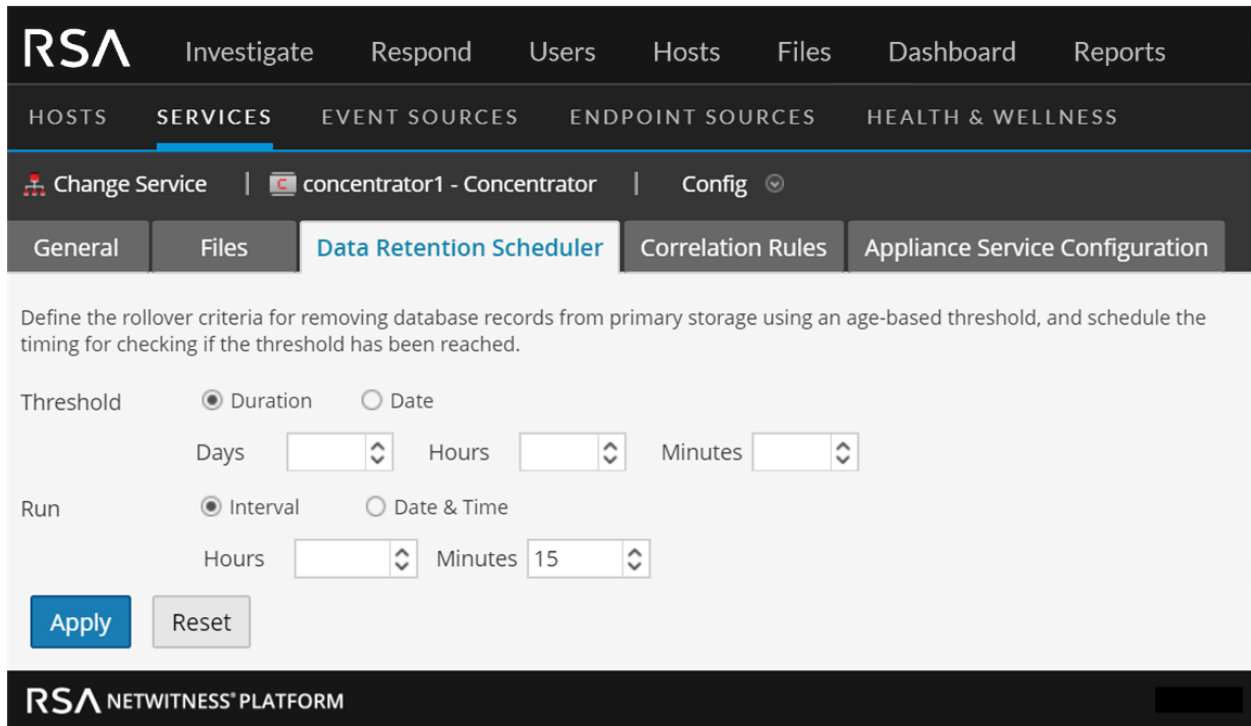 RSA Investigate Respond Users Hosts Files Dashboard Reports
HOSTS SERVICES EVENT SOURCES ENDPOINT SOURCES HEALTH & WELLNESS
Change Service | C concentrator1 - Concentrator | Config
General Files Data Retention Scheduler Correlation Rules Appliance Service Configuration
Define the rollover criteria for removing database records from primary storage using an age-based threshold, and schedule the
timing for checking if the threshold has been reached.
Threshold Duration Date
Days Hours Minutes
Run Interval Date & Time
Hours Minutes 15
Apply Reset
RSA NETWITNESS® PLATFORM